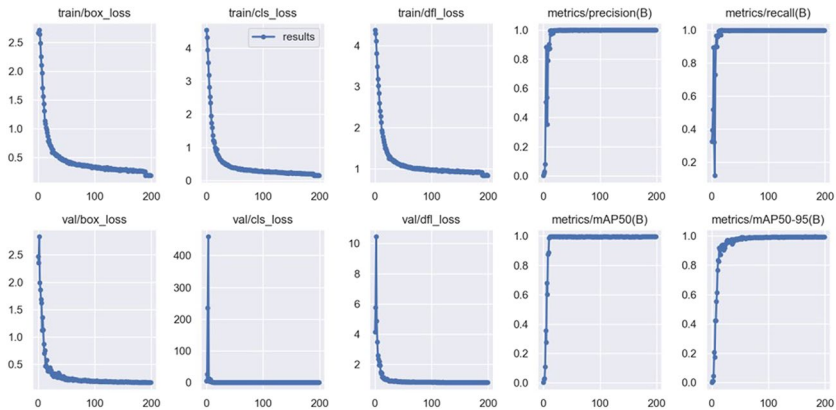 train/box_loss
train/cls_loss
train/dfl_loss
metrics/precision(B)
metrics/recall(B)
results
2.5
2.0
1.5
1.0
0.5
4
3
2
1
0
4
3
2
1
1.0
0.8
0.6
0.4
0.2
0.0
1.0
0.8
0.6
0.4
0.2
0 100 200
0 100 200
0 100 200
0 100 200
0 100 200
val/box_loss
val/cls_loss
val/dfl_loss
metrics/mAP50(B)
metrics/mAP50-95(B)
2.5
2.0
1.5
1.0
0.5
400
300
200
100
0
10
8
6
4
2
1.0
0.8
0.6
0.4
0.2
0.0
1.0
0.8
0.6
0.4
0.2
0.0
0 100 200
0 100 200
0 100 200
0 100 200
0 100 200